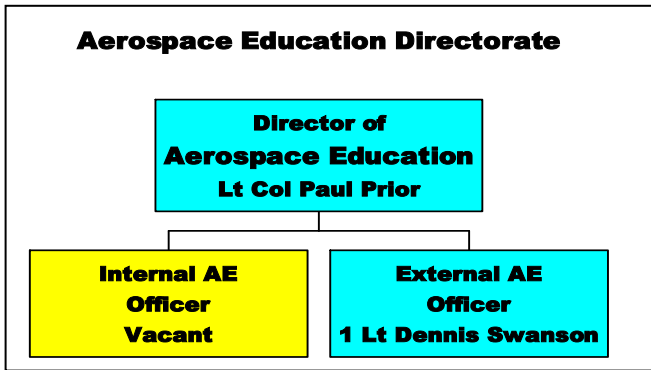 Aerospace Education Directorate
Director of
Aerospace Education
Lt Col Paul Prior
Internal AE
Officer
Vacant
External AE
Officer
1 Lt Dennis Swanson